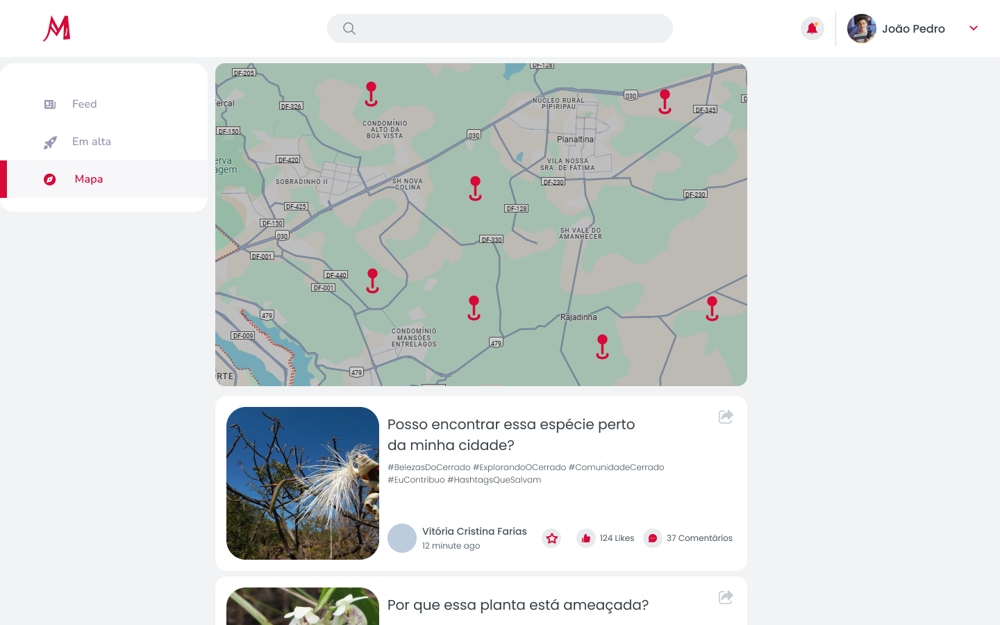 M
João Pedro
Feed
Em alta
Mapa
DF-205
DF-128
Fercal
DF-326
NÚCLEO RURAL
PIPIRIPAU
030
DF-345
DF-150
CONDOMÍNIO
ALTO DA
BOA VISTA
030
Planaltina
erva
agem
DF-420
VILA NOSSA
SRA. DE FÁTIMA
SOBRADINHO II
SH NOVA
COLINA
DF-230
DF-230
DF-425
DF-128
DF-150
030
DF-330
SH VALE DO
AMANHECER
DF-001
DF-440
DF-001
479
Rajadinha
DF-009
CONDOMÍNIO
MANSÕES
ENTRELAGOS
479
479
ORTE
Posso encontrar essa espécie perto
da minha cidade?
#BelezasDoCerrado #ExplorandoOCerrado #ComunidadeCerrado
#EuContribuo #HashtagsQueSalvam
Vitória Cristina Farias
12 minute ago
124 Likes
37 Comentários
Por que essa planta está ameaçada?